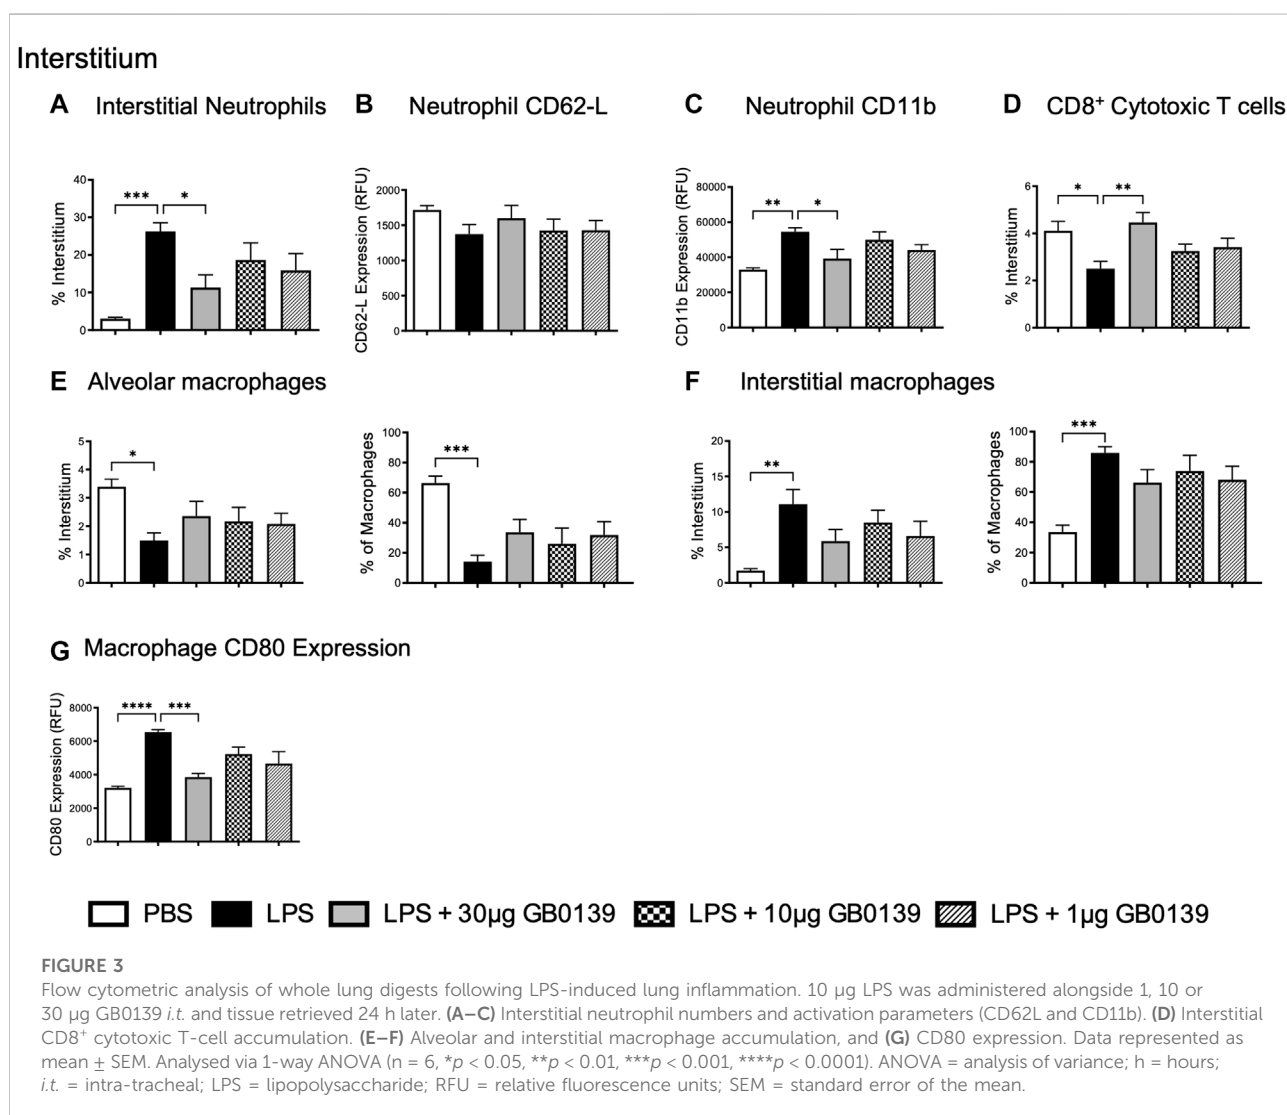 Interstitium
A Interstitial Neutrophils
B Neutrophil CD62-L
C Neutrophil CD11b
D CD8⁺ Cytotoxic T cells
% Interstitium
40
30
20
10
0
***
*
CD62-L Expression (RFU)
2000
1500
1000
500
0
CD11b Expression (RFU)
80000
60000
40000
20000
0
**
*
% Interstitium
6
4
2
0
*
**
E Alveolar macrophages
F Interstitial macrophages
% Interstitium
5
4
3
2
1
0
*
% of Macrophages
100
80
60
40
20
0
***
% Interstitium
20
15
10
5
0
**
% of Macrophages
100
80
60
40
20
0
***
G Macrophage CD80 Expression
CD80 Expression (RFU)
8000
6000
4000
2000
0
****
***
PBS LPS LPS + 30µg GB0139 LPS + 10µg GB0139 LPS + 1µg GB0139
FIGURE 3
Flow cytometric analysis of whole lung digests following LPS-induced lung inflammation. 10 µg LPS was administered alongside 1, 10 or
30 µg GB0139 i.t. and tissue retrieved 24 h later. (A–C) Interstitial neutrophil numbers and activation parameters (CD62L and CD11b). (D) Interstitial
CD8⁺ cytotoxic T-cell accumulation. (E–F) Alveolar and interstitial macrophage accumulation, and (G) CD80 expression. Data represented as
mean ± SEM. Analysed via 1-way ANOVA (n = 6, *p < 0.05, **p < 0.01, ***p < 0.001, ****p < 0.0001). ANOVA = analysis of variance; h = hours;
i.t. = intra-tracheal; LPS = lipopolysaccharide; RFU = relative fluorescence units; SEM = standard error of the mean.